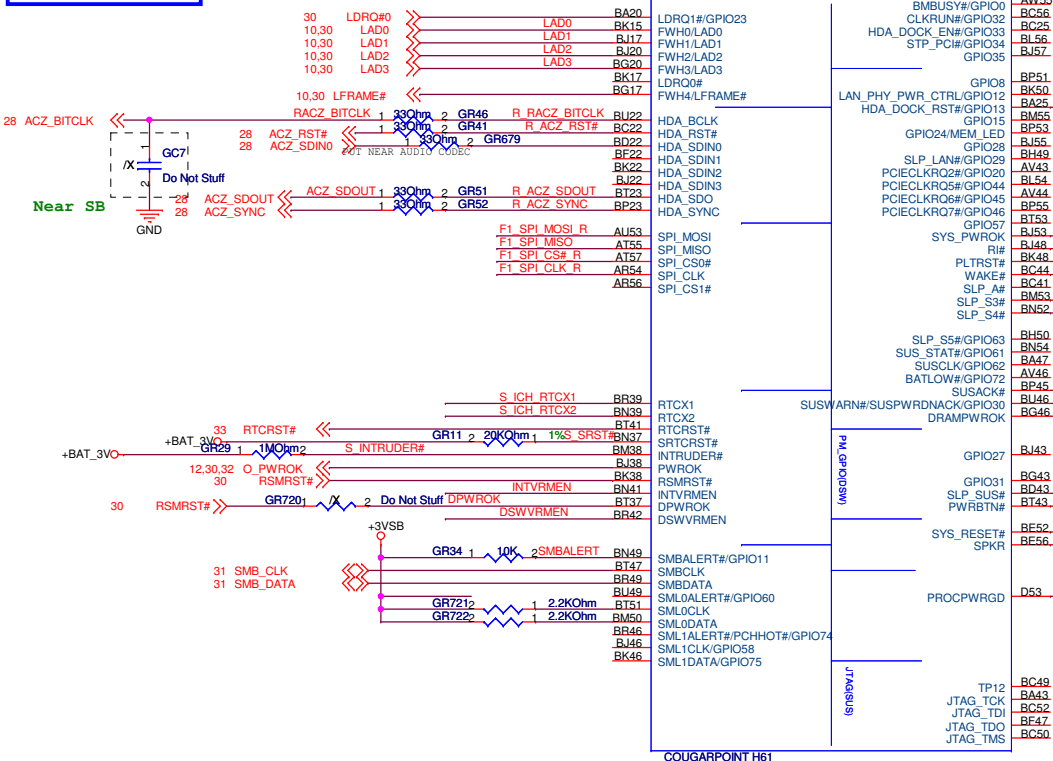 30 LDRQ#0 BA20 LDRQ1#/GPIO23
10,30 LAD0 LAD0 BK15 FWH0/LAD0
10,30 LAD1 LAD1 BJ17 FWH1/LAD1
10,30 LAD2 LAD2 BJ20 FWH2/LAD2
10,30 LAD3 LAD3 BG20 FWH3/LAD3
BK17 LDRQ0#
10,30 LFRAME# BG17 FWH4/LFRAME#
28 ACZ_BITCLK RACZ_BITCLK 1 33Ohm 2 GR46 R_RACZ_BITCLK BU22 HDA_BCLK
28 ACZ_RST# 1 33Ohm 2 GR41 R_ACZ_RST# BC22 HDA_RST#
28 ACZ_SDIN0 1 33Ohm 2 GR679 BD22 HDA_SDIN0
PUT NEAR AUDIO CODEC
BF22 HDA_SDIN1
BK22 HDA_SDIN2
BJ22 HDA_SDIN3
1 GC7
/X
2 Do Not Stuff
28 ACZ_SDOUT ACZ_SDOUT 1 33Ohm 2 GR51 R_ACZ_SDOUT BT23 HDA_SDO
28 ACZ_SYNC 1 33Ohm 2 GR52 R_ACZ_SYNC BP23 HDA_SYNC
Near SB
GND
F1_SPI_MOSI_R AU53 SPI_MOSI
F1_SPI_MISO AT55 SPI_MISO
F1_SPI_CS#_R AT57 SPI_CS0#
F1_SPI_CLK_R AR54 SPI_CLK
AR56 SPI_CS1#
S_ICH_RTCX1 BR39 RTCX1
S_ICH_RTCX2 BN39 RTCX2
33 RTCRST# BT41 RTCRST#
+BAT_3V GR11 2 20KOhm 1 1% S_SRST# BN37 SRTCRST#
+BAT_3V GR29 1 1MOhm 2 S_INTRUDER# BM38 INTRUDER#
12,30,32 O_PWROK BJ38 PWROK
30 RSMRST# BK38 RSMRST#
INTVRMEN BN41 INTVRMEN
30 RSMRST# GR720 1 /X 2 Do Not Stuff DPWROK BT37 DPWROK
DSWVRMEN BR42 DSWVRMEN
+3VSB
GR34 1 10K 2 SMBALERT BN49 SMBALERT#/GPIO11
31 SMB_CLK BT47 SMBCLK
31 SMB_DATA BR49 SMBDATA
BU49 SML0ALERT#/GPIO60
GR721 2 1 2.2KOhm BT51 SML0CLK
GR722 2 1 2.2KOhm BM50 SML0DATA
BR46 SML1ALERT#/PCHHOT#/GPIO74
BJ46 SML1CLK/GPIO58
BK46 SML1DATA/GPIO75
BMBUSY#/GPIO0
CLKRUN#/GPIO32 BC56
HDA_DOCK_EN#/GPIO33 BC25
STP_PCI#/GPIO34 BL56
GPIO35 BJ57
GPIO8 BP51
LAN_PHY_PWR_CTRL/GPIO12 BK50
HDA_DOCK_RST#/GPIO13 BA25
GPIO15 BM55
GPIO24/MEM_LED BP53
GPIO28 BJ55
SLP_LAN#/GPIO29 BH49
PCIECLKRQ2#/GPIO20 AV43
PCIECLKRQ5#/GPIO44 BL54
PCIECLKRQ6#/GPIO45 AV44
PCIECLKRQ7#/GPIO46 BP55
GPIO57 BT53
SYS_PWROK BJ53
RI# BJ48
PLTRST# BK48
WAKE# BC44
SLP_A# BC41
SLP_S3# BM53
SLP_S4# BN52
SLP_S5#/GPIO63 BH50
SUS_STAT#/GPIO61 BN54
SUSCLK/GPIO62 BA47
BATLOW#/GPIO72 AV46
SUSACK# BP45
SUSWARN#/SUSPWRDNACK/GPIO30 BU46
DRAMPWROK BG46
PM_GPIO(DSW)
GPIO27 BJ43
GPIO31 BG43
SLP_SUS# BD43
PWRBTN# BT43
SYS_RESET# BE52
SPKR BE56
PROCPWRGD D53
JTAG(SUS)
TP12 BC49
JTAG_TCK BA43
JTAG_TDI BC52
JTAG_TDO BF47
JTAG_TMS BC50
COUGARPOINT H61